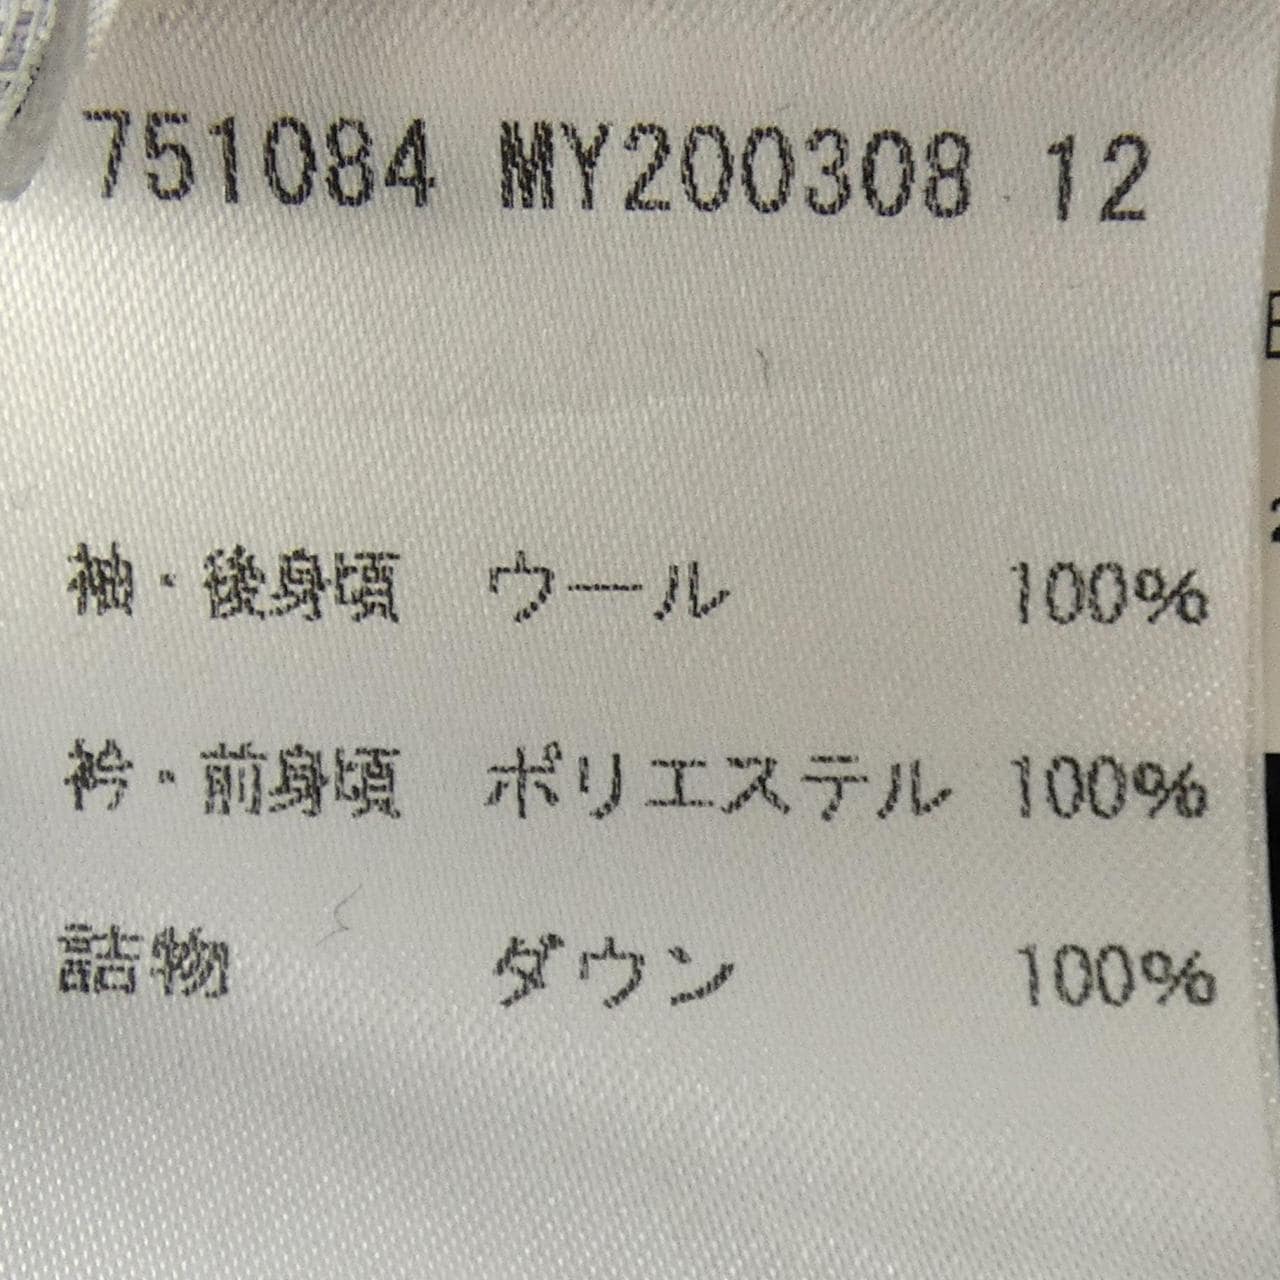 751084 MY200308 12
袖・後身頃 ウール 100%
衿・前身頃 ポリエステル 100%
詰物 ダウン 100%